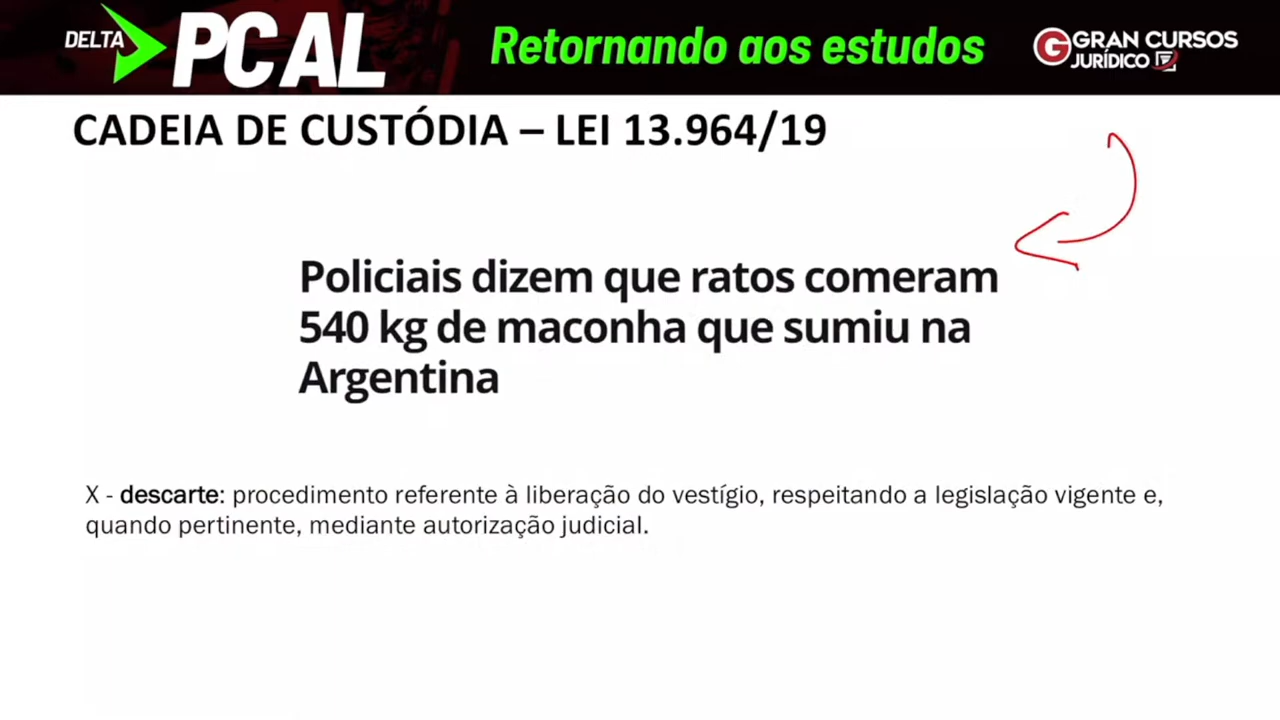 DELTA PC AL Retornando aos estudos GRAN CURSOS
JURÍDICO
CADEIA DE CUSTÓDIA – LEI 13.964/19
Policiais dizem que ratos comeram
540 kg de maconha que sumiu na
Argentina
X - descarte: procedimento referente à liberação do vestígio, respeitando a legislação vigente e,
quando pertinente, mediante autorização judicial.